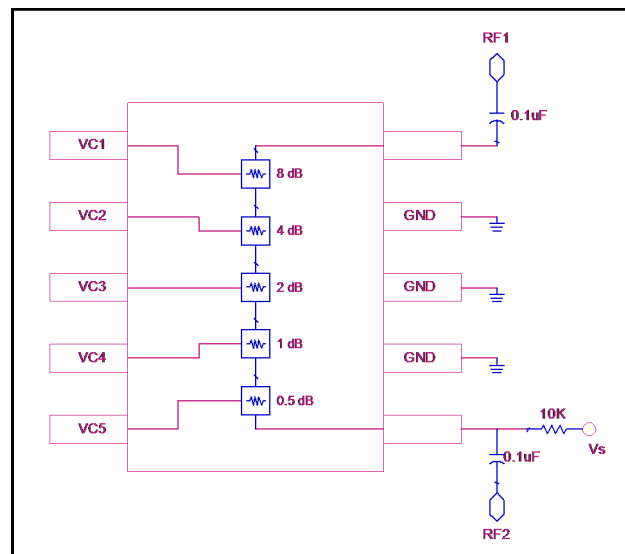 RF1
0.1uF
VC1
8 dB
VC2
4 dB
GND
VC3
2 dB
GND
VC4
1 dB
GND
0.5 dB
VC5
10K
Vs
0.1uF
RF2